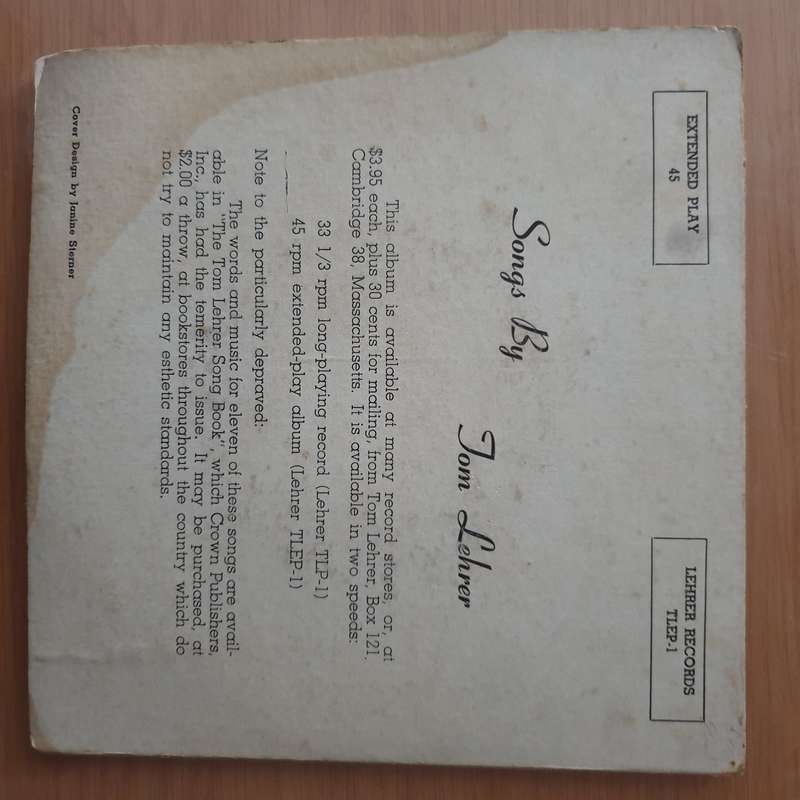 EXTENDED PLAY
45
LEHRER RECORDS
TLEP-1
Songs By
Tom Lehrer
This album is available at many record stores, or, at
$3.95 each, plus 30 cents for mailing, from Tom Lehrer, Box 121,
Cambridge 38, Massachusetts. It is available in two speeds:
33 1/3 rpm long-playing record (Lehrer TLP-1)
45 rpm extended-play album (Lehrer TLEP-1)
Note to the particularly depraved:
The words and music for eleven of these songs are avail-
able in "The Tom Lehrer Song Book", which Crown Publishers,
Inc., has had the temerity to issue. It may be purchased, at
$2.00 a throw, at bookstores throughout the country which do
not try to maintain any esthetic standards.
Cover Design by Janine Sterner